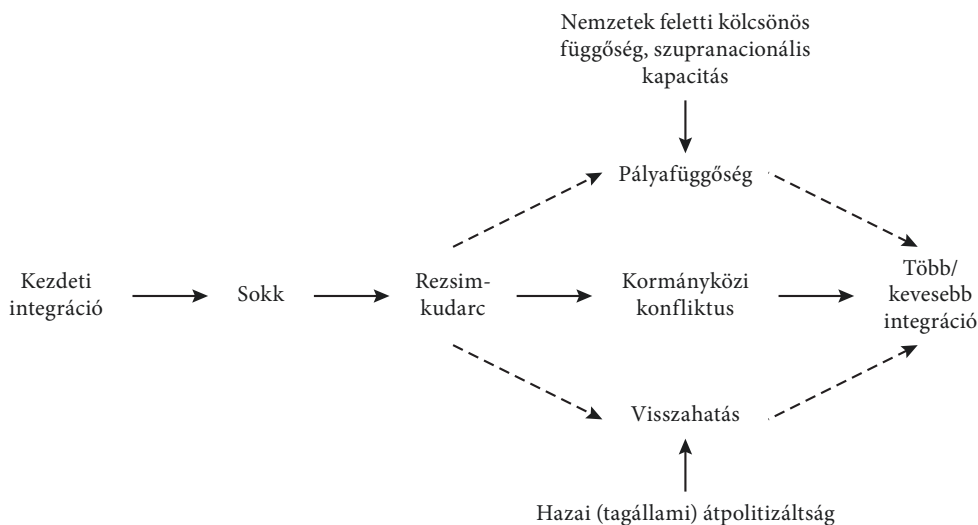 Nemzetek feletti kölcsönös
függőség, szupranacionális
kapacitás
Pályafüggőség
Kezdeti
integráció
Sokk
Rezsim-
kudarc
Kormányközi
konfliktus
Több/
kevesebb
integráció
Visszahatás
Hazai (tagállami) átpolitizáltság